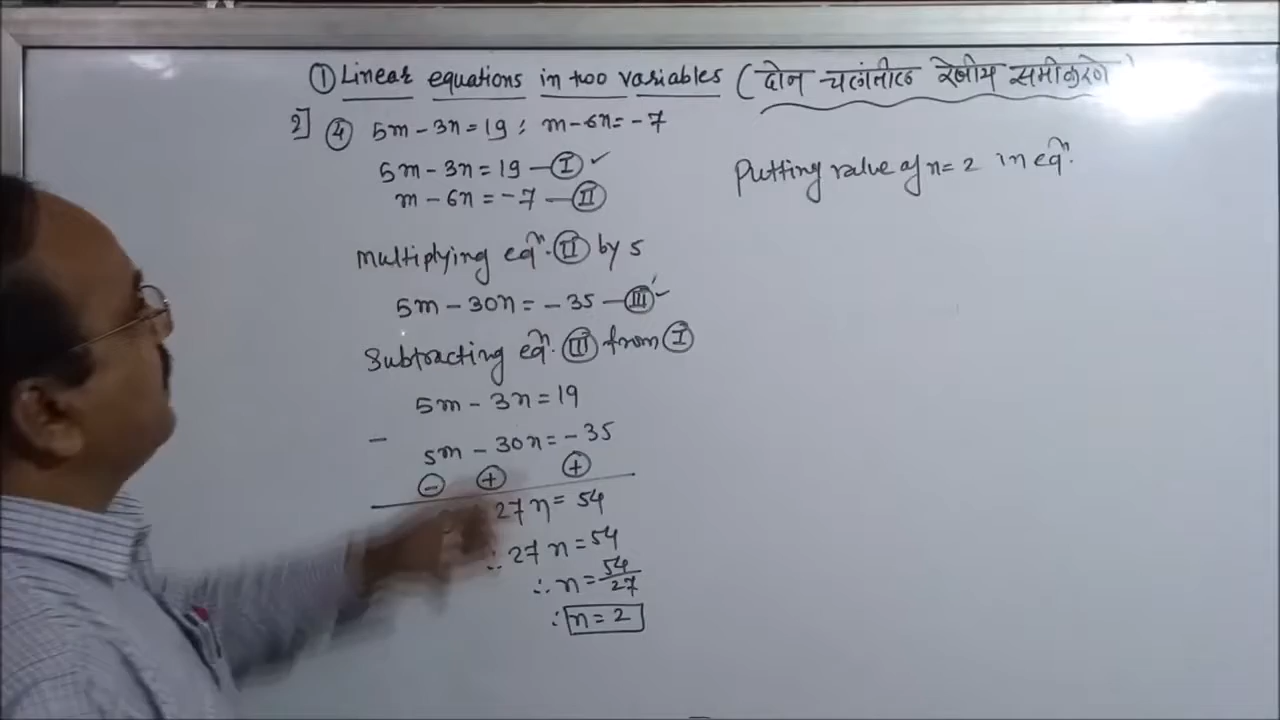 ① Linear equations in two variables (दोन चलांतील रेषीय समीकरणे)
2] ④ 5m - 3n = 19 ; m - 6n = -7
5m - 3n = 19 — Ⓘ ✓
m - 6n = -7 — Ⅱ
Multiplying eqⁿ. Ⅱ by 5
5m - 30n = - 35 — Ⅲ ✓
Subtracting eqⁿ. Ⅲ from Ⓘ
5m - 3n = 19
- 5m - 30n = - 35
⊖ ⊕ ⊕
27n = 54
∴ 27n = 54
∴ n = 54/27
∴ n = 2
Putting value of n = 2 in eqⁿ.